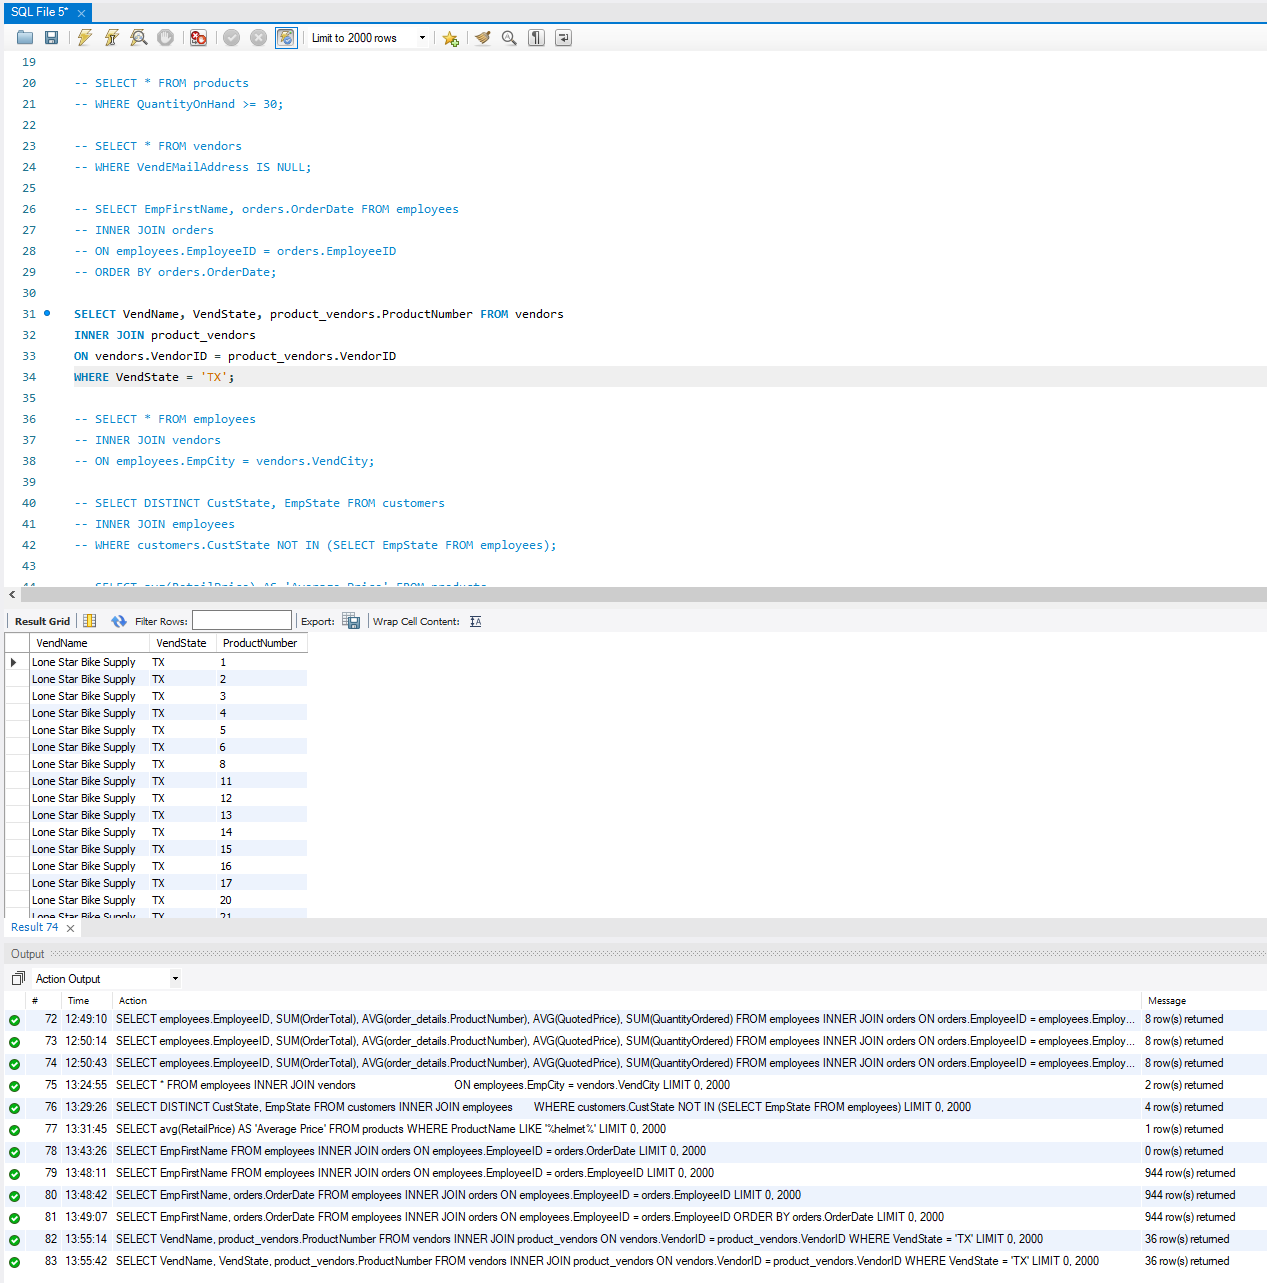 SQL File 5*
Limit to 2000 rows
19
20 -- SELECT * FROM products
21 -- WHERE QuantityOnHand >= 30;
22
23 -- SELECT * FROM vendors
24 -- WHERE VendEMailAddress IS NULL;
25
26 -- SELECT EmpFirstName, orders.OrderDate FROM employees
27 -- INNER JOIN orders
28 -- ON employees.EmployeeID = orders.EmployeeID
29 -- ORDER BY orders.OrderDate;
30
31 SELECT VendName, VendState, product_vendors.ProductNumber FROM vendors
32 INNER JOIN product_vendors
33 ON vendors.VendorID = product_vendors.VendorID
34 WHERE VendState = 'TX';
35
36 -- SELECT * FROM employees
37 -- INNER JOIN vendors
38 -- ON employees.EmpCity = vendors.VendCity;
39
40 -- SELECT DISTINCT CustState, EmpState FROM customers
41 -- INNER JOIN employees
42 -- WHERE customers.CustState NOT IN (SELECT EmpState FROM employees);
43
44 -- SELECT avg(RetailPrice) AS 'Average Price' FROM products
Result Grid Filter Rows: Export: Wrap Cell Content:
VendName VendState ProductNumber
Lone Star Bike Supply TX 1
Lone Star Bike Supply TX 2
Lone Star Bike Supply TX 3
Lone Star Bike Supply TX 4
Lone Star Bike Supply TX 5
Lone Star Bike Supply TX 6
Lone Star Bike Supply TX 8
Lone Star Bike Supply TX 11
Lone Star Bike Supply TX 12
Lone Star Bike Supply TX 13
Lone Star Bike Supply TX 14
Lone Star Bike Supply TX 15
Lone Star Bike Supply TX 16
Lone Star Bike Supply TX 17
Lone Star Bike Supply TX 20
Lone Star Bike Supply TX 21
Result 74
Output
Action Output
# Time Action Message
72 12:49:10 SELECT employees.EmployeeID, SUM(OrderTotal), AVG(order_details.ProductNumber), AVG(QuotedPrice), SUM(QuantityOrdered) FROM employees INNER JOIN orders ON orders.EmployeeID = employees.Employ... 8 row(s) returned
73 12:50:14 SELECT employees.EmployeeID, SUM(OrderTotal), AVG(order_details.ProductNumber), AVG(QuotedPrice), SUM(QuantityOrdered) FROM employees INNER JOIN orders ON orders.EmployeeID = employees.Employ... 8 row(s) returned
74 12:50:43 SELECT employees.EmployeeID, SUM(OrderTotal), AVG(order_details.ProductNumber), AVG(QuotedPrice), SUM(QuantityOrdered) FROM employees INNER JOIN orders ON orders.EmployeeID = employees.Employ... 8 row(s) returned
75 13:24:55 SELECT * FROM employees INNER JOIN vendors ON employees.EmpCity = vendors.VendCity LIMIT 0, 2000 2 row(s) returned
76 13:29:26 SELECT DISTINCT CustState, EmpState FROM customers INNER JOIN employees WHERE customers.CustState NOT IN (SELECT EmpState FROM employees) LIMIT 0, 2000 4 row(s) returned
77 13:31:45 SELECT avg(RetailPrice) AS 'Average Price' FROM products WHERE ProductName LIKE '%helmet%' LIMIT 0, 2000 1 row(s) returned
78 13:43:26 SELECT EmpFirstName FROM employees INNER JOIN orders ON employees.EmployeeID = orders.OrderDate LIMIT 0, 2000 0 row(s) returned
79 13:48:11 SELECT EmpFirstName FROM employees INNER JOIN orders ON employees.EmployeeID = orders.EmployeeID LIMIT 0, 2000 944 row(s) returned
80 13:48:42 SELECT EmpFirstName, orders.OrderDate FROM employees INNER JOIN orders ON employees.EmployeeID = orders.EmployeeID LIMIT 0, 2000 944 row(s) returned
81 13:49:07 SELECT EmpFirstName, orders.OrderDate FROM employees INNER JOIN orders ON employees.EmployeeID = orders.EmployeeID ORDER BY orders.OrderDate LIMIT 0, 2000 944 row(s) returned
82 13:55:14 SELECT VendName, product_vendors.ProductNumber FROM vendors INNER JOIN product_vendors ON vendors.VendorID = product_vendors.VendorID WHERE VendState = 'TX' LIMIT 0, 2000 36 row(s) returned
83 13:55:42 SELECT VendName, VendState, product_vendors.ProductNumber FROM vendors INNER JOIN product_vendors ON vendors.VendorID = product_vendors.VendorID WHERE VendState = 'TX' LIMIT 0, 2000 36 row(s) returned